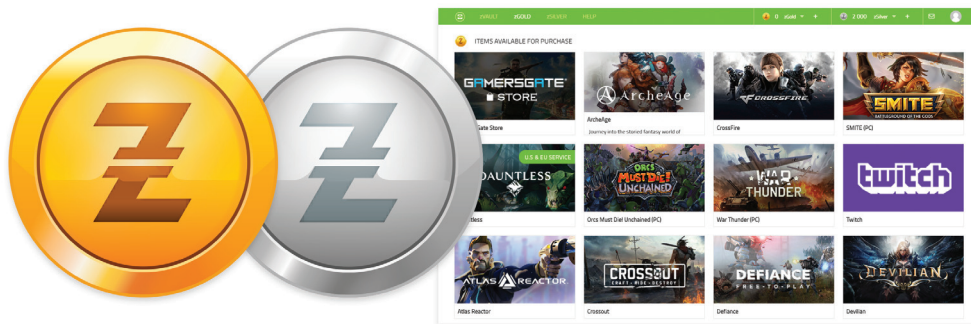 zVAULT zGOLD zSILVER HELP 0 zGold + 2 000 zSilver +
ITEMS AVAILABLE FOR PURCHASE
GAMERSGATE
STORE
Gate Store
ArcheAge
ArcheAge
Journey into the storied fantasy world of
CROSSFIRE
CrossFire
SMITE
BATTLEGROUND OF THE GODS
SMITE (PC)
U.S & EU SERVICE
DAUNTLESS
tless
ORCS
MUST DIE!
UNCHAINED
Orcs Must Die! Unchained (PC)
WAR
THUNDER
War Thunder (PC)
twitch
Twitch
ATLAS REACTOR
Atlas Reactor
CROSSOUT
CRAFT • RIDE • DESTROY
Crossout
DEFIANCE
FREE-TO-PLAY
Defiance
DEVILIAN
Devilian